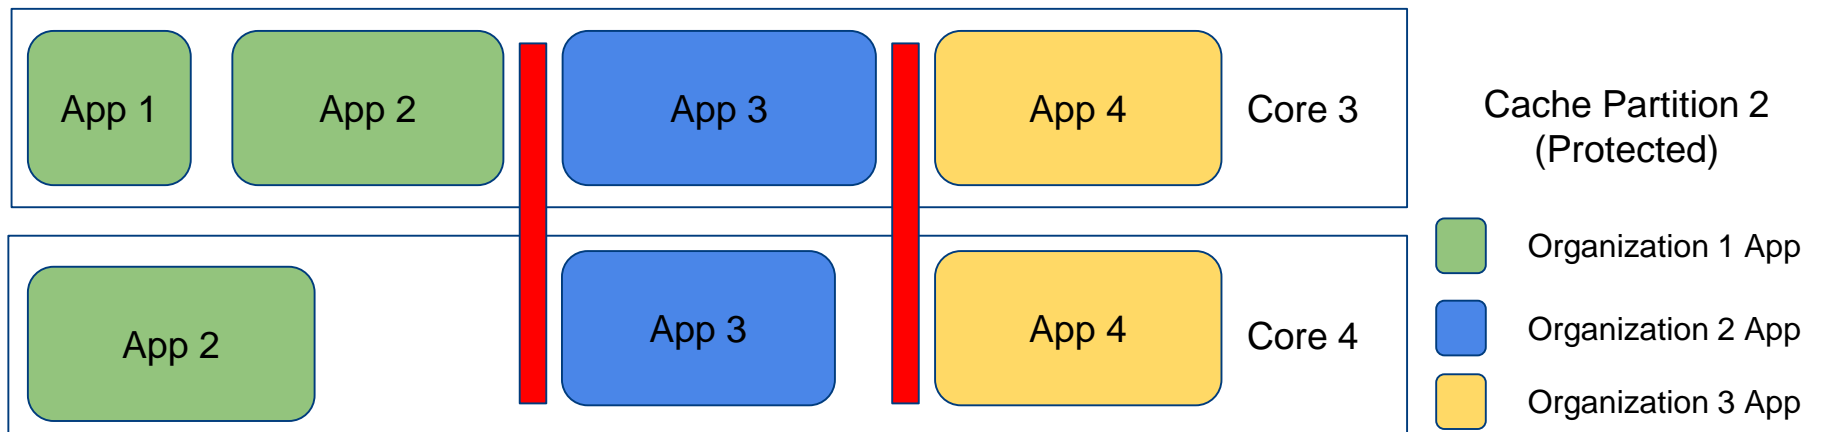 App 1
App 2
App 3
App 4
Core 3
Cache Partition 2
(Protected)
App 2
App 3
App 4
Core 4
Organization 1 App
Organization 2 App
Organization 3 App